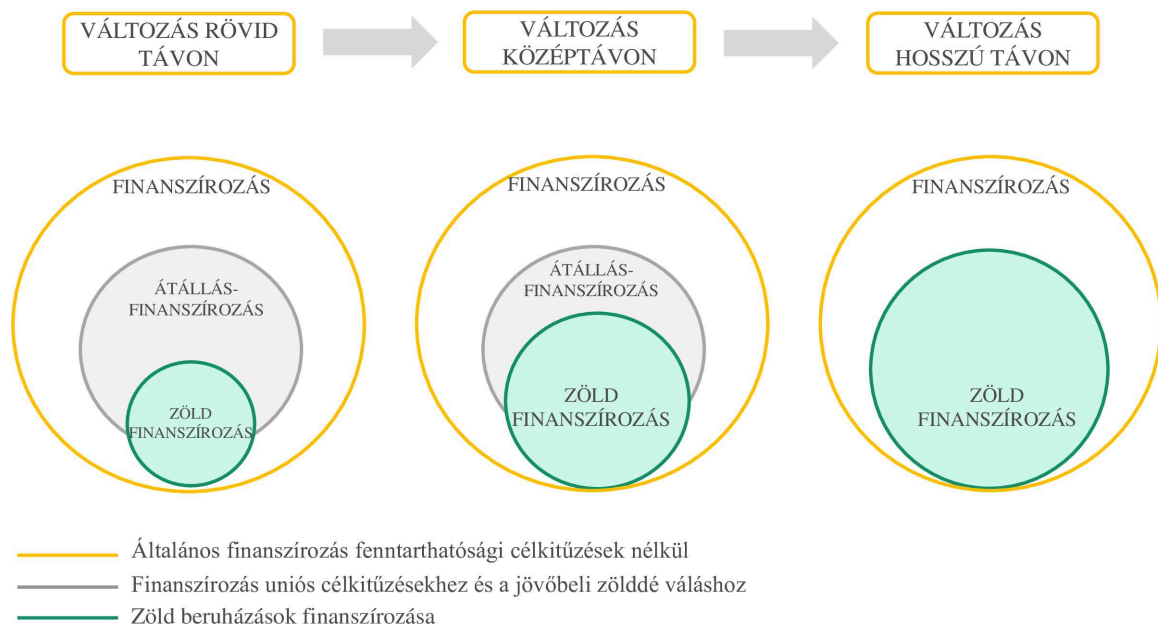 VÁLTOZÁS RÖVID
TÁVON
VÁLTOZÁS
KÖZÉPTÁVON
VÁLTOZÁS
HOSSZÚ TÁVON
FINANSZÍROZÁS
ÁTÁLLÁS-
FINANSZÍROZÁS
ZÖLD
FINANSZÍROZÁS
FINANSZÍROZÁS
ÁTÁLLÁS-
FINANSZÍROZÁS
ZÖLD
FINANSZÍROZÁS
FINANSZÍROZÁS
ZÖLD
FINANSZÍROZÁS
Általános finanszírozás fenntarthatósági célkitűzések nélkül
Finanszírozás uniós célkitűzésekhez és a jövőbeli zölddé váláshoz
Zöld beruházások finanszírozása